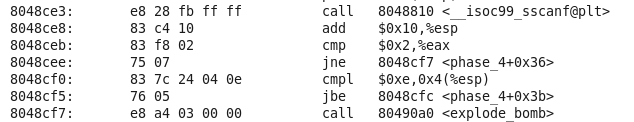 8048ce3: e8 28 fb ff ff call 8048810 <__isoc99_sscanf@plt>
8048ce8: 83 c4 10 add $0x10,%esp
8048ceb: 83 f8 02 cmp $0x2,%eax
8048cee: 75 07 jne 8048cf7 <phase_4+0x36>
8048cf0: 83 7c 24 04 0e cmpl $0xe,0x4(%esp)
8048cf5: 76 05 jbe 8048cfc <phase_4+0x3b>
8048cf7: e8 a4 03 00 00 call 80490a0 <explode_bomb>